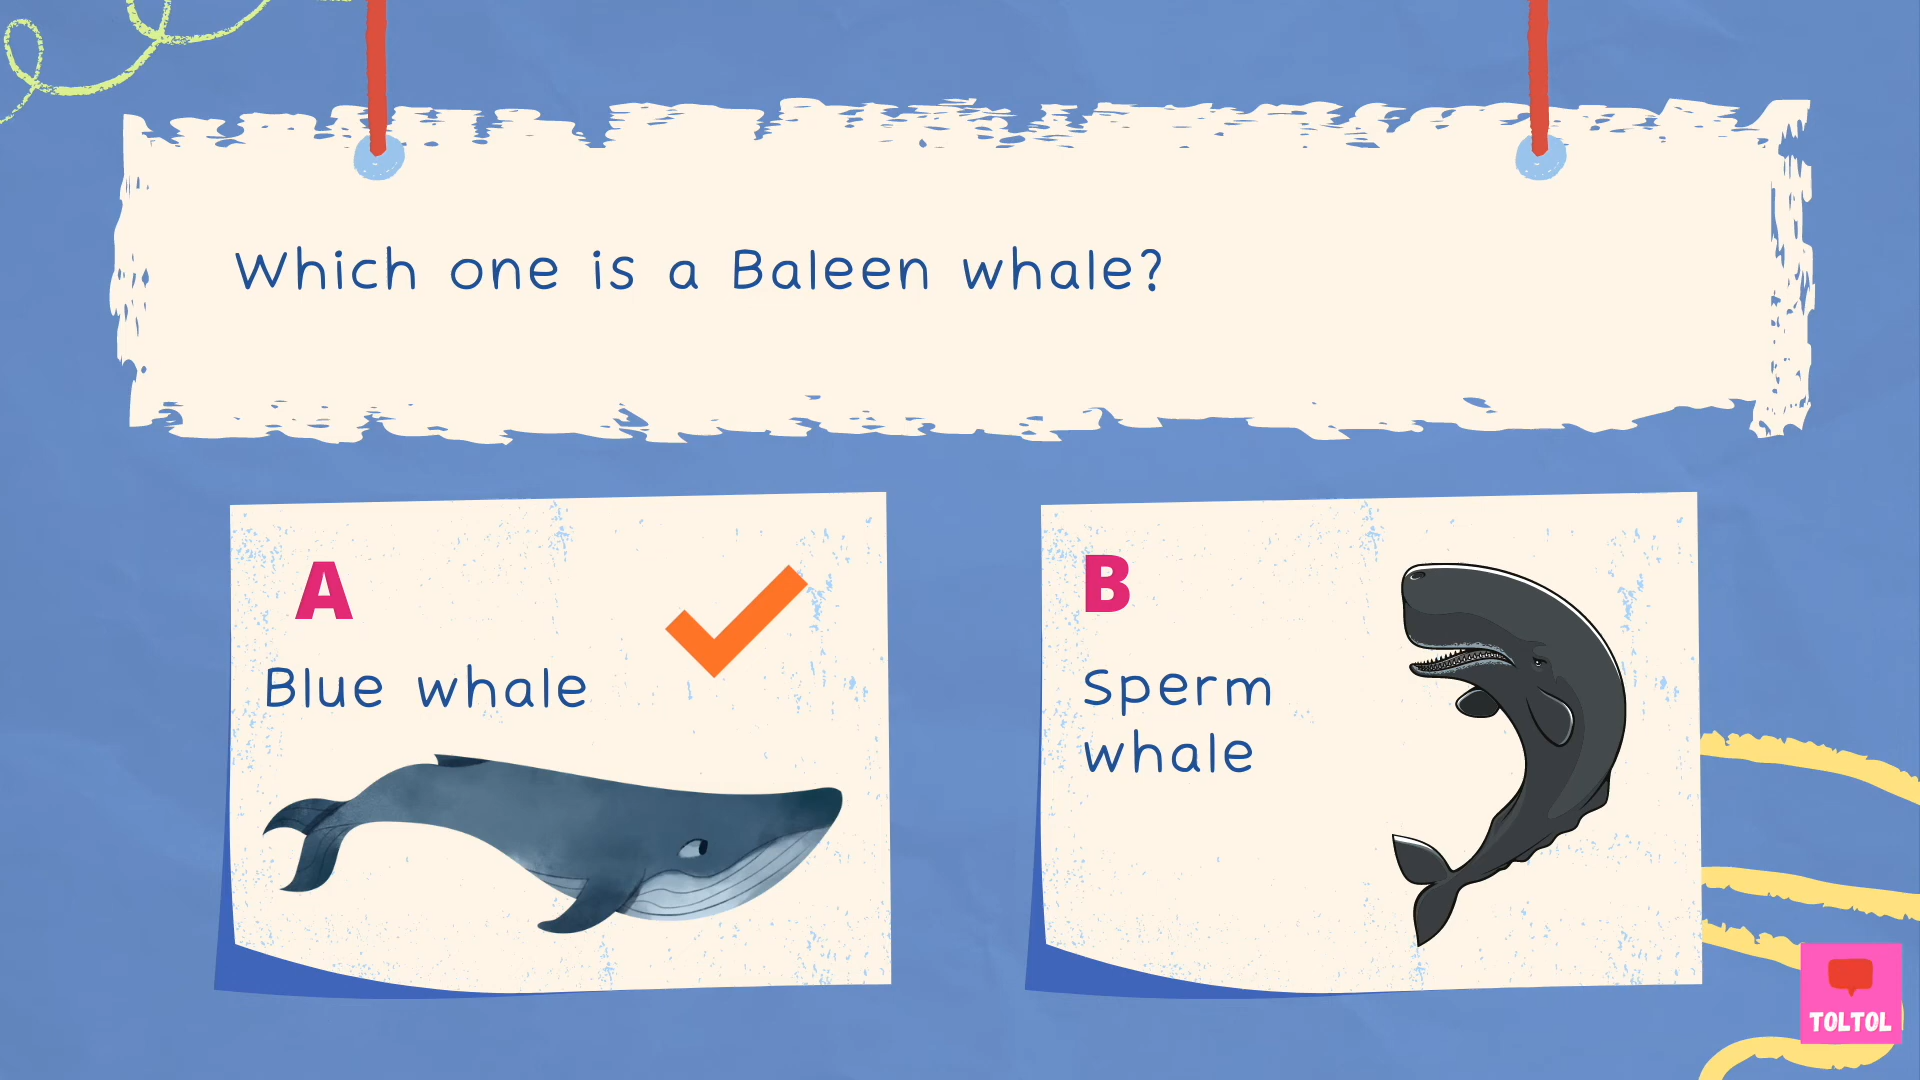 Which one is a Baleen whale?
A
Blue whale
B
Sperm
whale
TOLTOL